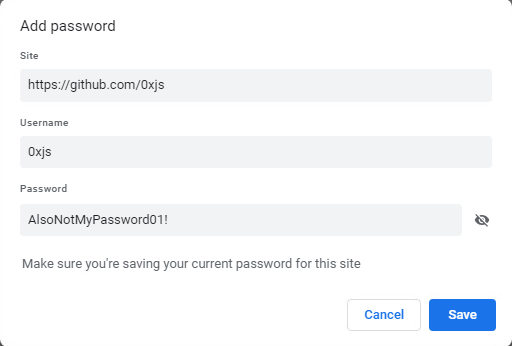 Add password
Site
https://github.com/0xjs
Username
0xjs
Password
AlsoNotMyPassword01!
Make sure you're saving your current password for this site
Cancel
Save